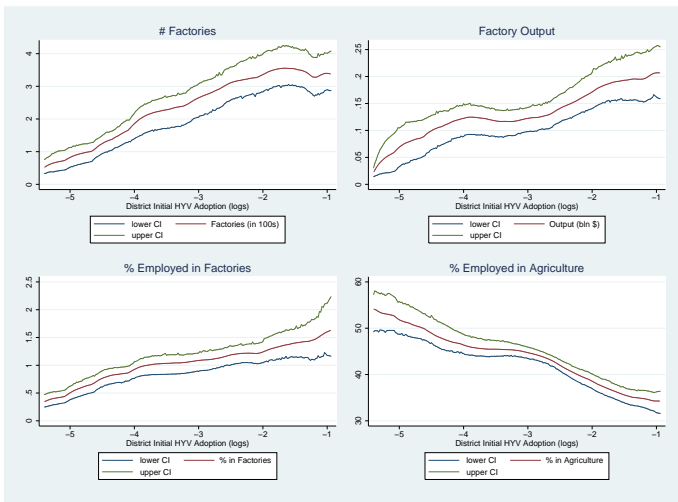 # Factories
4
3
2
1
0
−5 −4 −3 −2 −1
District Initial HYV Adoption (logs)
lower CI Factories (in 100s)
upper CI
Factory Output
.25
.2
.15
.1
.05
0
−5 −4 −3 −2 −1
District Initial HYV Adoption (logs)
lower CI Output (bln $)
upper CI
% Employed in Factories
2.5
2
1.5
1
.5
0
−5 −4 −3 −2 −1
District Initial HYV Adoption (logs)
lower CI % in Factories
upper CI
% Employed in Agriculture
60
50
40
30
−5 −4 −3 −2 −1
District Initial HYV Adoption (logs)
lower CI % in Agriculture
upper CI